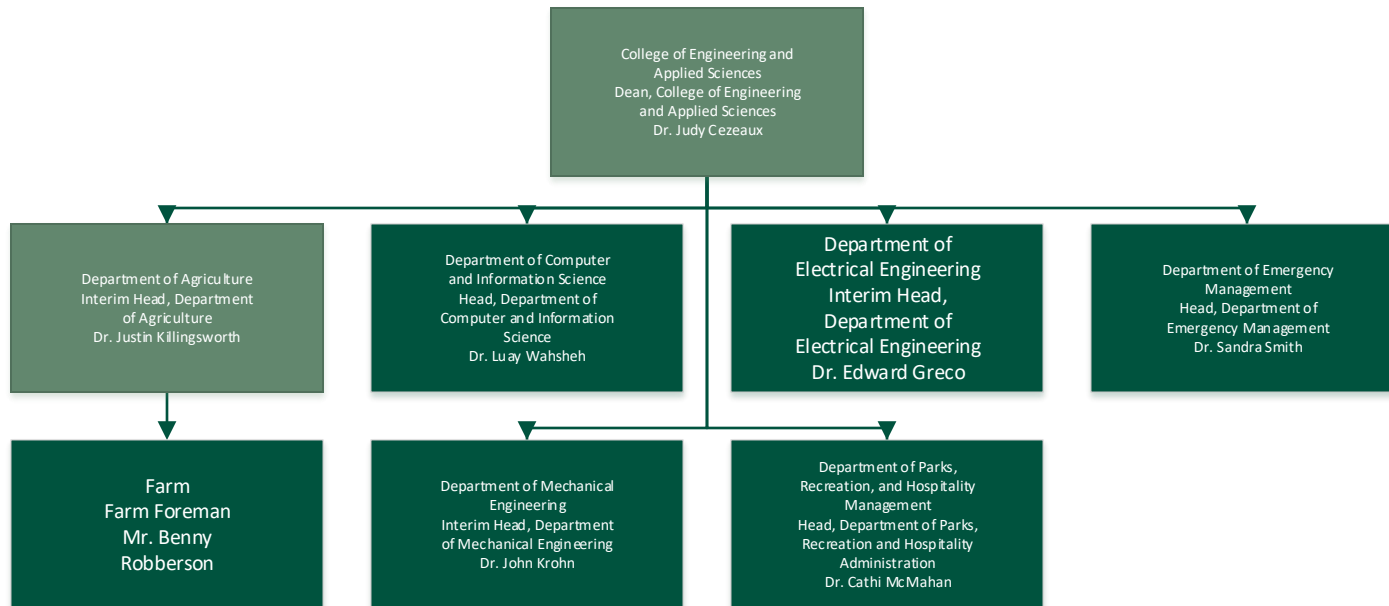 College of Engineering and
Applied Sciences
Dean, College of Engineering
and Applied Sciences
Dr. Judy Cezeaux
Department of Agriculture
Interim Head, Department
of Agriculture
Dr. Justin Killingsworth
Department of Computer
and Information Science
Head, Department of
Computer and Information
Science
Dr. Luay Wahsheh
Department of
Electrical Engineering
Interim Head,
Department of
Electrical Engineering
Dr. Edward Greco
Department of Emergency
Management
Head, Department of
Emergency Management
Dr. Sandra Smith
Farm
Farm Foreman
Mr. Benny
Robberson
Department of Mechanical
Engineering
Interim Head, Department
of Mechanical Engineering
Dr. John Krohn
Department of Parks,
Recreation, and Hospitality
Management
Head, Department of Parks,
Recreation and Hospitality
Administration
Dr. Cathi McMahan